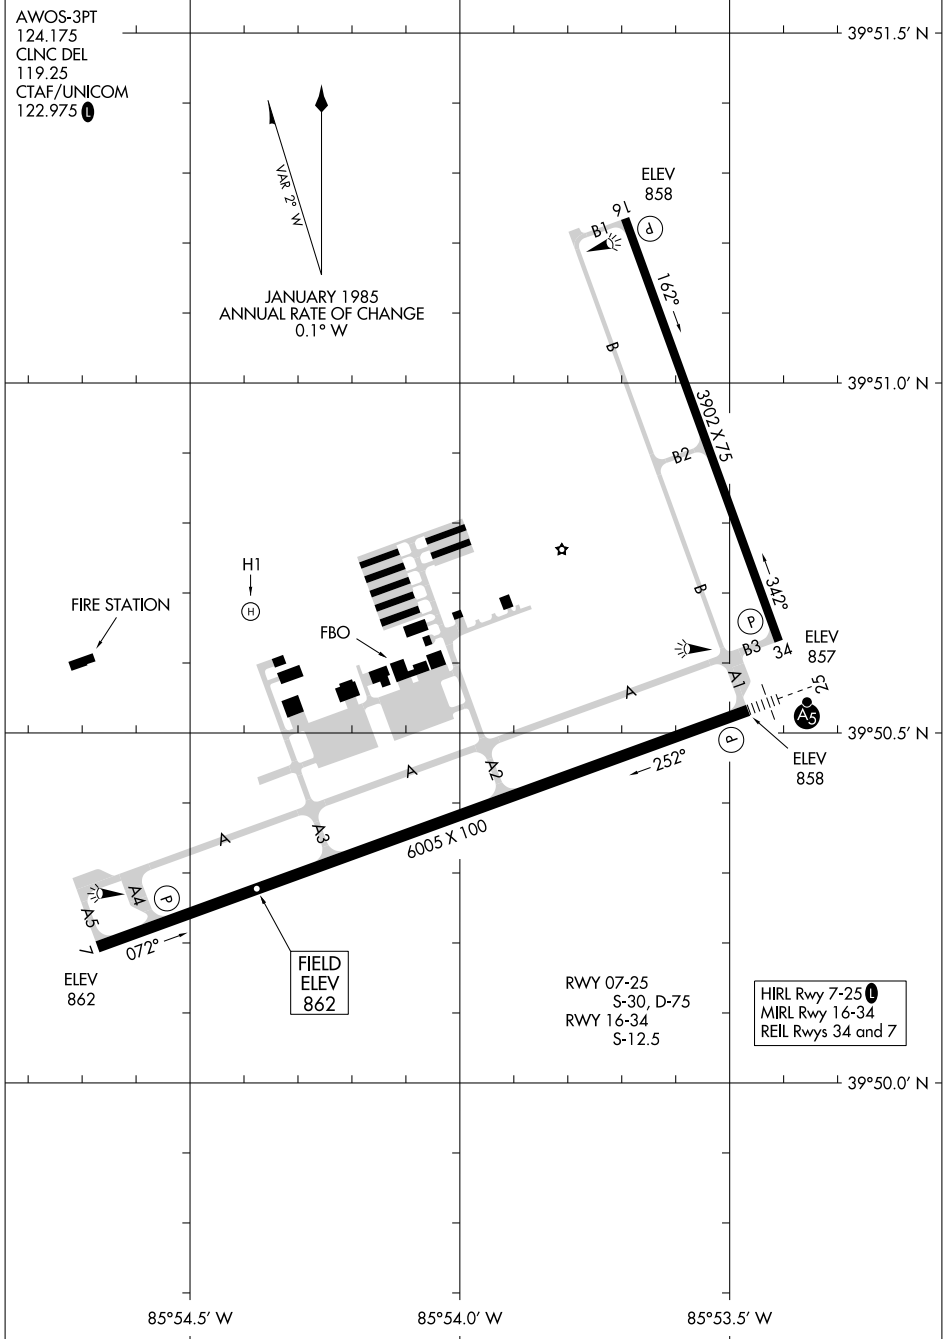 AWOS-3PT
124.175
CLNC DEL
119.25
CTAF/UNICOM
122.975 L
39°51.5' N
VAR 2° W
JANUARY 1985
ANNUAL RATE OF CHANGE
0.1° W
ELEV
858
16
B1
P
162°
B
39°51.0' N
3902 X 75
B2
H1
H
FIRE STATION
FBO
B
342°
P
B3
34
ELEV
857
A1
25
A5
A
39°50.5' N
P
ELEV
858
252°
A
A2
A3
6005 X 100
A
A4
P
A5
7
072°
ELEV
862
FIELD
ELEV
862
RWY 07-25
S-30, D-75
RWY 16-34
S-12.5
HIRL Rwy 7-25 L
MIRL Rwy 16-34
REIL Rwys 34 and 7
39°50.0' N
85°54.5' W
85°54.0' W
85°53.5' W